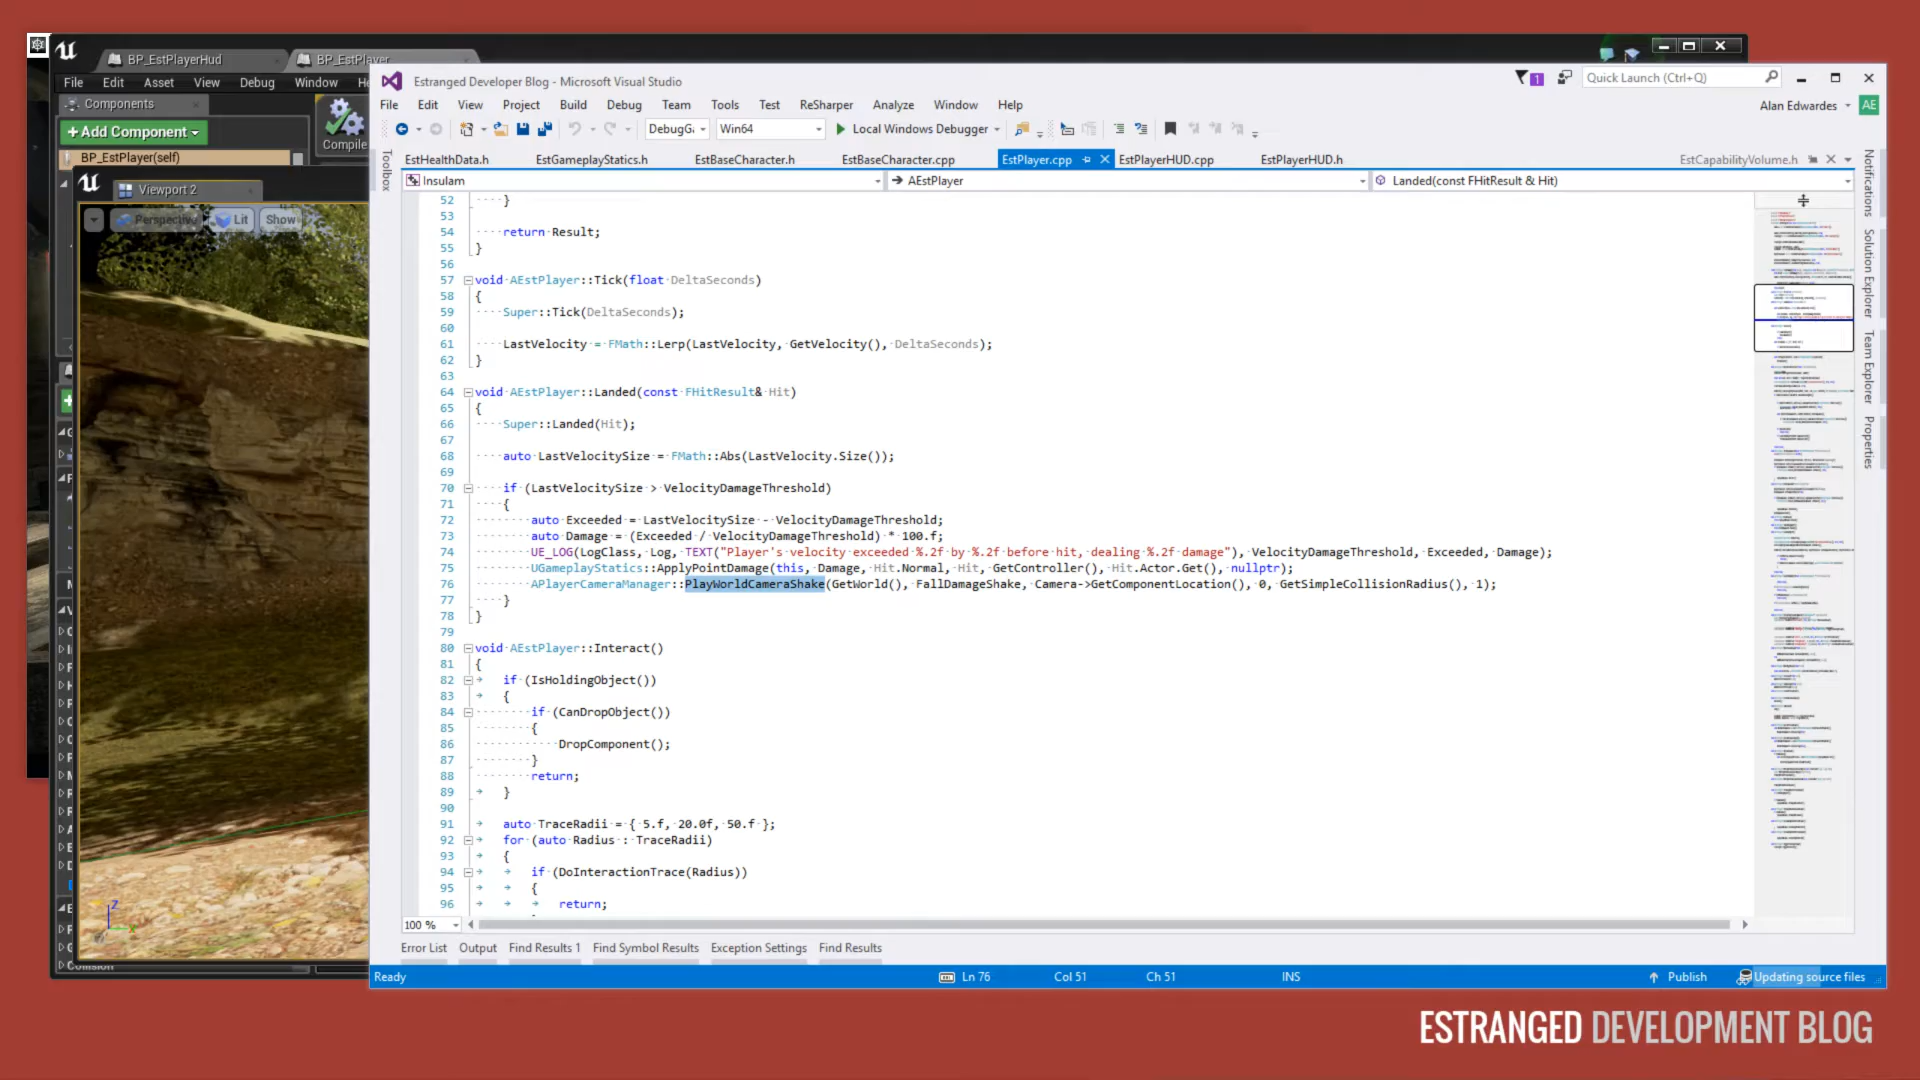 BP_EstPlayerHud
BP_EstPlayer
File Edit Asset View Debug Window He
Components
+ Add Component
BP_EstPlayer(self)
Compile
Viewport 2
Perspective Lit Show
Collision
Estranged Developer Blog - Microsoft Visual Studio
1
Quick Launch (Ctrl+Q)
File Edit View Project Build Debug Team Tools Test ReSharper Analyze Window Help
Alan Edwardes AE
DebugG Win64 Local Windows Debugger
Toolbox
EstHealthData.h EstGameplayStatics.h EstBaseCharacter.h EstBaseCharacter.cpp EstPlayer.cpp EstPlayerHUD.cpp EstPlayerHUD.h EstCapabilityVolume.h
Insulam AEstPlayer Landed(const FHitResult & Hit)
52 }
53
54 return Result;
55 }
56
57 void AEstPlayer::Tick(float DeltaSeconds)
58 {
59 Super::Tick(DeltaSeconds);
60
61 LastVelocity = FMath::Lerp(LastVelocity, GetVelocity(), DeltaSeconds);
62 }
63
64 void AEstPlayer::Landed(const FHitResult& Hit)
65 {
66 Super::Landed(Hit);
67
68 auto LastVelocitySize = FMath::Abs(LastVelocity.Size());
69
70 if (LastVelocitySize > VelocityDamageThreshold)
71 {
72 auto Exceeded = LastVelocitySize - VelocityDamageThreshold;
73 auto Damage = (Exceeded / VelocityDamageThreshold) * 100.f;
74 UE_LOG(LogClass, Log, TEXT("Player's velocity exceeded %.2f by %.2f before hit, dealing %.2f damage"), VelocityDamageThreshold, Exceeded, Damage);
75 UGameplayStatics::ApplyPointDamage(this, Damage, Hit.Normal, Hit, GetController(), Hit.Actor.Get(), nullptr);
76 APlayerCameraManager::PlayWorldCameraShake(GetWorld(), FallDamageShake, Camera->GetComponentLocation(), 0, GetSimpleCollisionRadius(), 1);
77 }
78 }
79
80 void AEstPlayer::Interact()
81 {
82 if (IsHoldingObject())
83 {
84 if (CanDropObject())
85 {
86 DropComponent();
87 }
88 return;
89 }
90
91 auto TraceRadii = { 5.f, 20.0f, 50.f };
92 for (auto Radius : TraceRadii)
93 {
94 if (DoInteractionTrace(Radius))
95 {
96 return;
Notifications
Solution Explorer
Team Explorer
Properties
100 %
Error List Output Find Results 1 Find Symbol Results Exception Settings Find Results
Ready Ln 76 Col 51 Ch 51 INS Publish Updating source files
ESTRANGED DEVELOPMENT BLOG